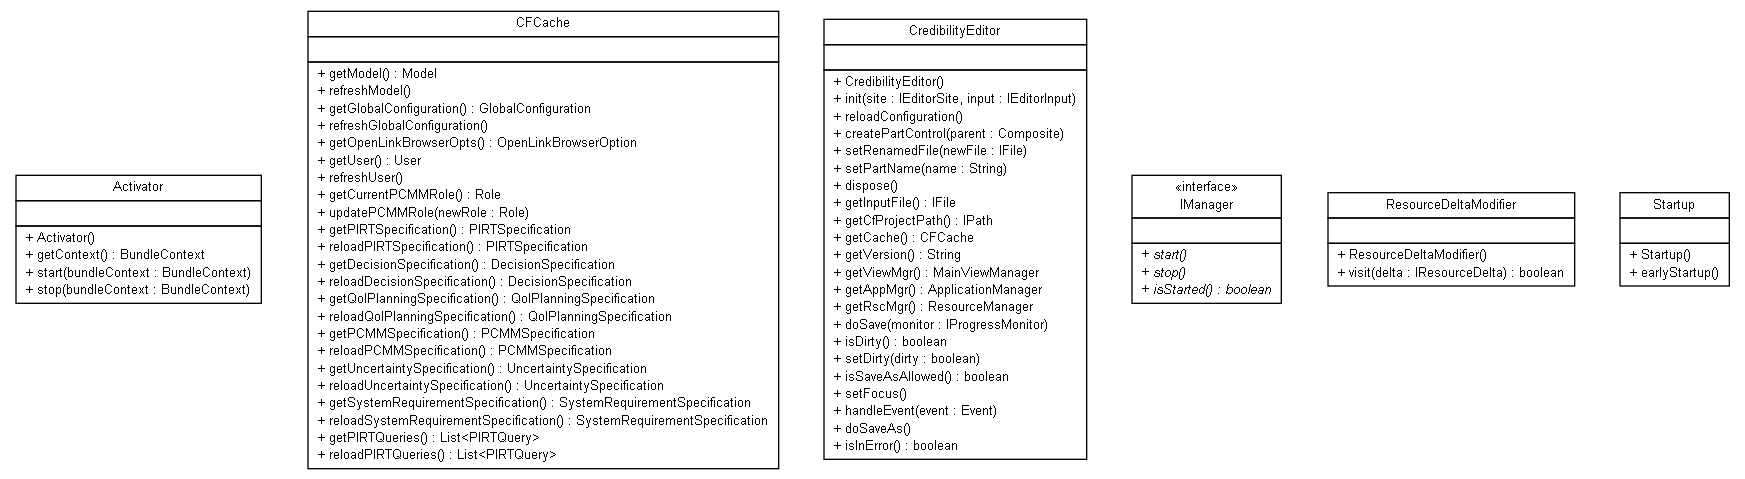 Activator
+ Activator()
+ getContext() : BundleContext
+ start(bundleContext : BundleContext)
+ stop(bundleContext : BundleContext)
CFCache
+ getModel() : Model
+ refreshModel()
+ getGlobalConfiguration() : GlobalConfiguration
+ refreshGlobalConfiguration()
+ getOpenLinkBrowserOpts() : OpenLinkBrowserOption
+ getUser() : User
+ refreshUser()
+ getCurrentPCMMRole() : Role
+ updatePCMMRole(newRole : Role)
+ getPIRTSpecification() : PIRTSpecification
+ reloadPIRTSpecification() : PIRTSpecification
+ getDecisionSpecification() : DecisionSpecification
+ reloadDecisionSpecification() : DecisionSpecification
+ getQoIPlanningSpecification() : QoIPlanningSpecification
+ reloadQoIPlanningSpecification() : QoIPlanningSpecification
+ getPCMMSpecification() : PCMMSpecification
+ reloadPCMMSpecification() : PCMMSpecification
+ getUncertaintySpecification() : UncertaintySpecification
+ reloadUncertaintySpecification() : UncertaintySpecification
+ getSystemRequirementSpecification() : SystemRequirementSpecification
+ reloadSystemRequirementSpecification() : SystemRequirementSpecification
+ getPIRTQueries() : List<PIRTQuery>
+ reloadPIRTQueries() : List<PIRTQuery>
CredibilityEditor
+ CredibilityEditor()
+ init(site : IEditorSite, input : IEditorInput)
+ reloadConfiguration()
+ createPartControl(parent : Composite)
+ setRenamedFile(newFile : IFile)
+ setPartName(name : String)
+ dispose()
+ getInputFile() : IFile
+ getCfProjectPath() : IPath
+ getCache() : CFCache
+ getVersion() : String
+ getViewMgr() : MainViewManager
+ getAppMgr() : ApplicationManager
+ getRscMgr() : ResourceManager
+ doSave(monitor : IProgressMonitor)
+ isDirty() : boolean
+ setDirty(dirty : boolean)
+ isSaveAsAllowed() : boolean
+ setFocus()
+ handleEvent(event : Event)
+ doSaveAs()
+ isInError() : boolean
«interface»
IManager
+ start()
+ stop()
+ isStarted() : boolean
ResourceDeltaModifier
+ ResourceDeltaModifier()
+ visit(delta : IResourceDelta) : boolean
Startup
+ Startup()
+ earlyStartup()